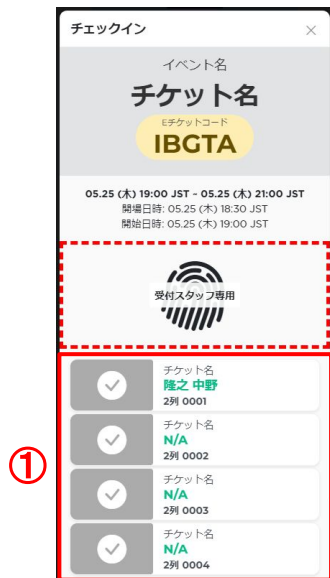 チェックイン ×
イベント名
チケット名
Eチケットコード
IBGTA
05.25 (木) 19:00 JST - 05.25 (木) 21:00 JST
開場日時: 05.25 (木) 18:30 JST
開始日時: 05.25 (木) 19:00 JST
受付スタッフ専用
①
チケット名
隆之 中野
2列 0001
チケット名
N/A
2列 0002
チケット名
N/A
2列 0003
チケット名
N/A
2列 0004